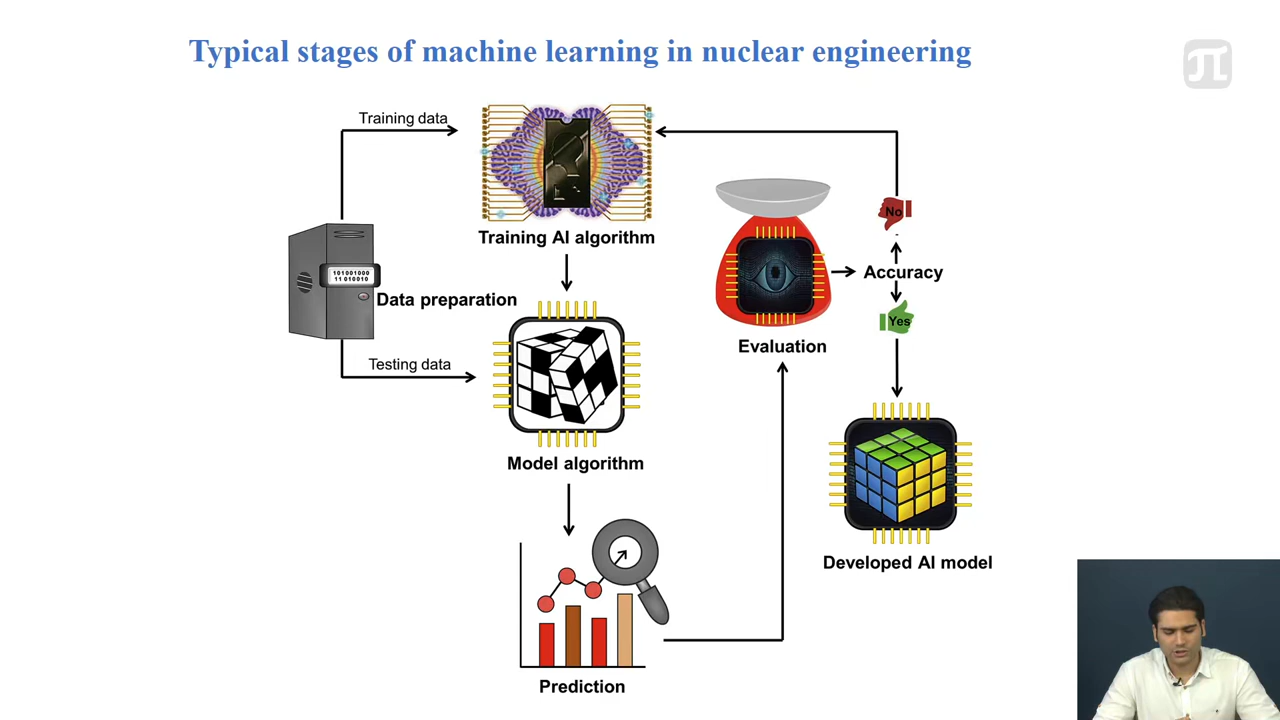 Typical stages of machine learning in nuclear engineering
Training data
Training AI algorithm
101001000
11 010010
Data preparation
Testing data
Model algorithm
Prediction
Evaluation
No
Accuracy
Yes
Developed AI model